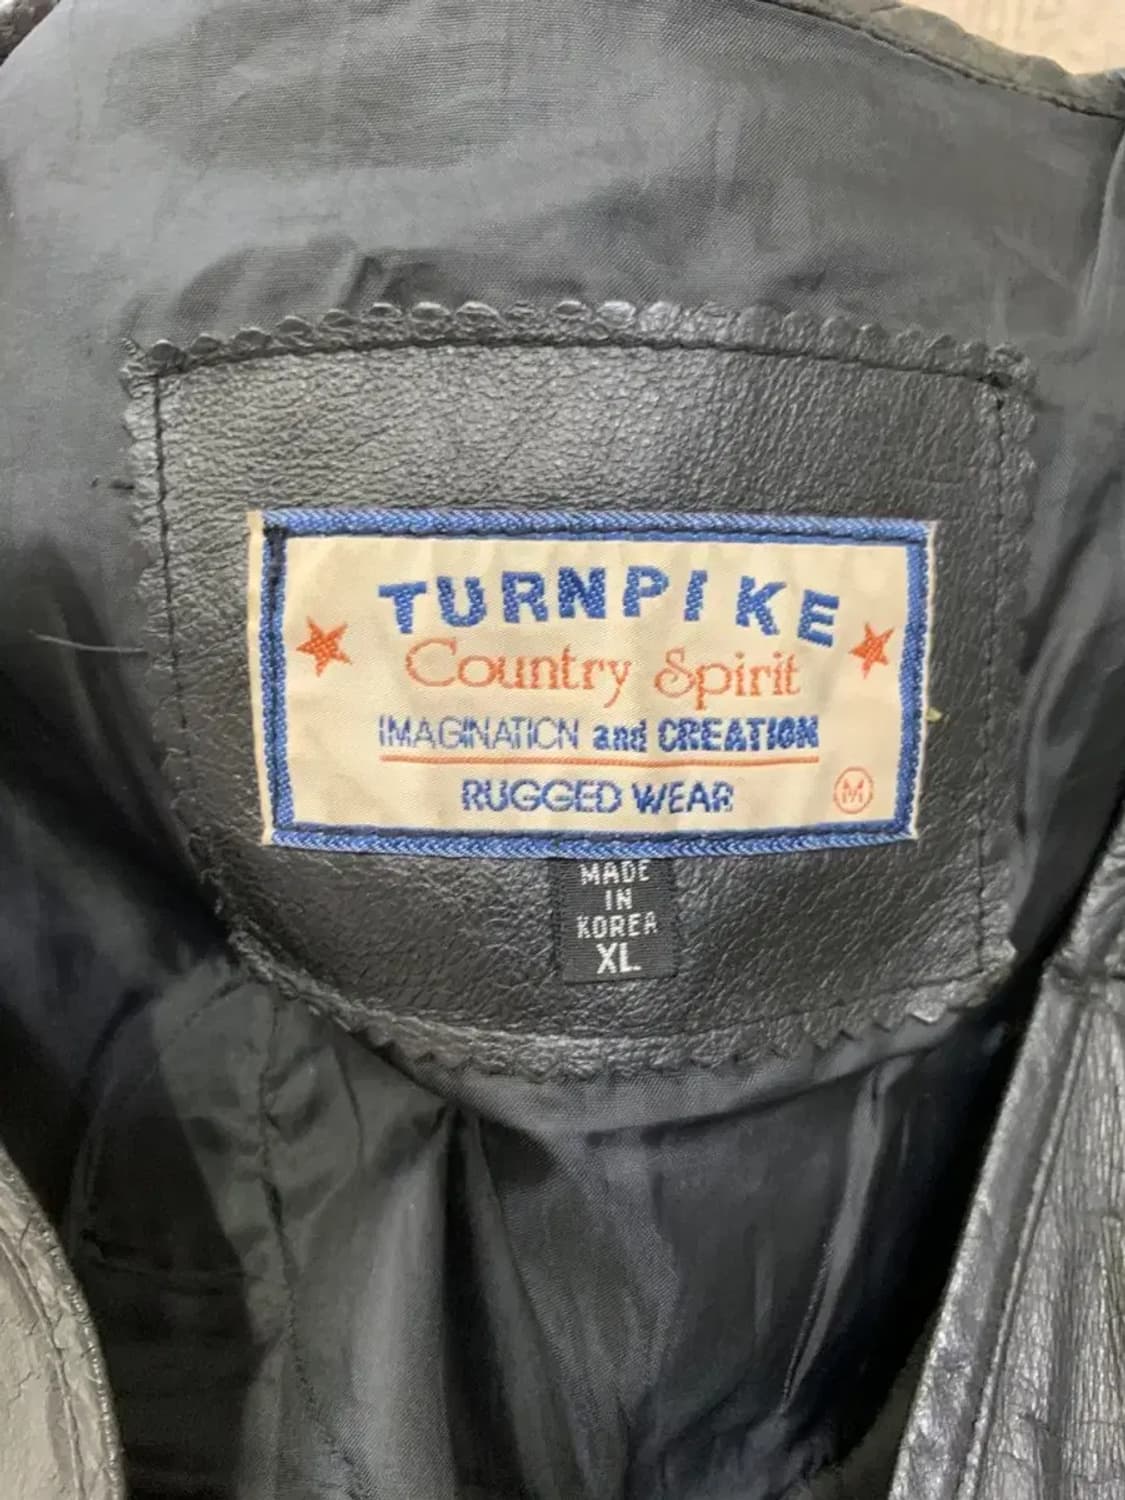 TURNPIKE
Country Spirit
IMAGINATION and CREATION
RUGGED WEAR
M
MADE
IN
KOREA
XL